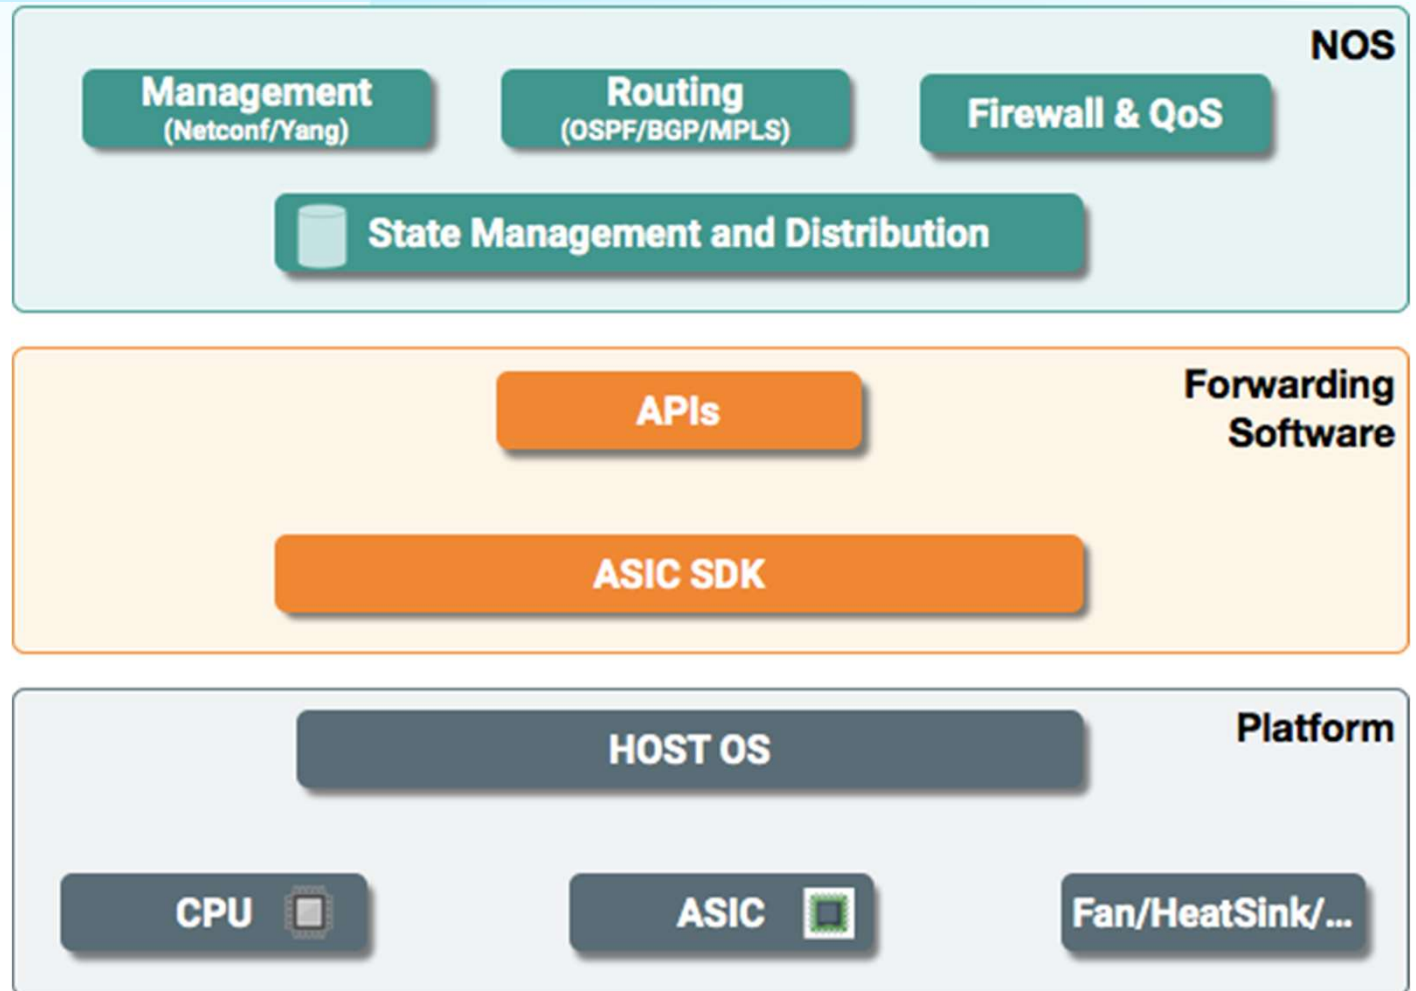 NOS
Management
(Netconf/Yang)
Routing
(OSPF/BGP/MPLS)
Firewall & QoS
State Management and Distribution
Forwarding
Software
APIs
ASIC SDK
Platform
HOST OS
CPU
ASIC
Fan/HeatSink/...